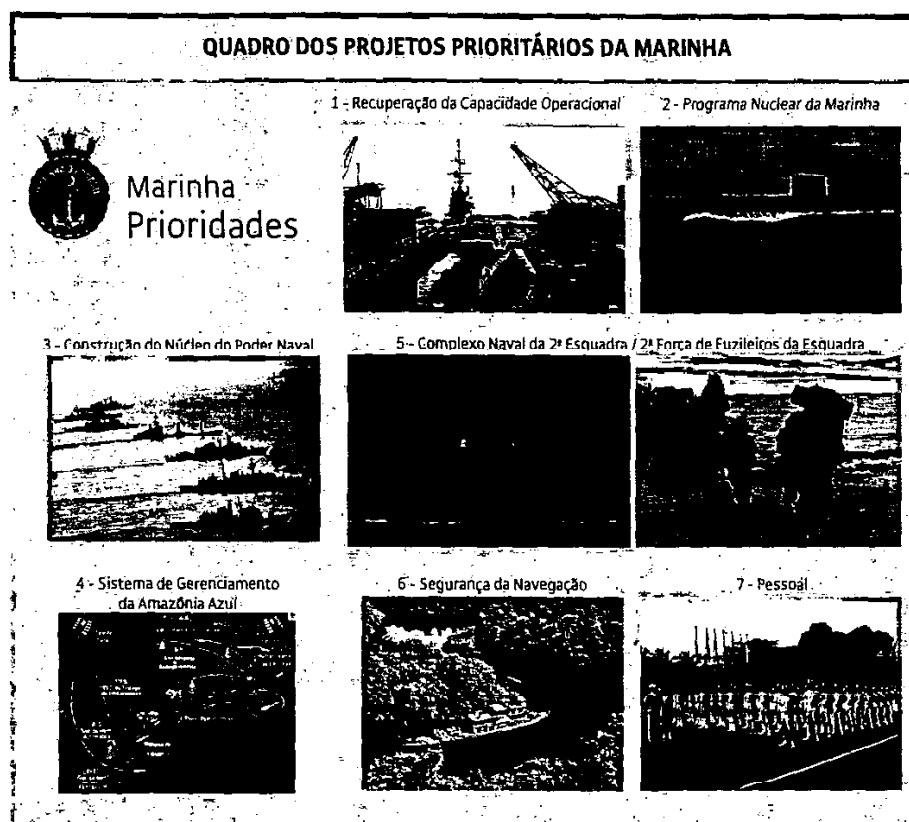 QUADRO DOS PROJETOS PRIORITÁRIOS DA MARINHA
1 - Recuperação da Capacidade Operacional
2 - Programa Nuclear da Marinha
Marinha
Prioridades
3 - Construção do Núcleo do Poder Naval
5 - Complexo Naval da 2ª Esquadra / 2ª Força de Fuzileiros da Esquadra
4 - Sistema de Gerenciamento
da Amazônia Azul
6 - Segurança da Navegação
7 - Pessoal